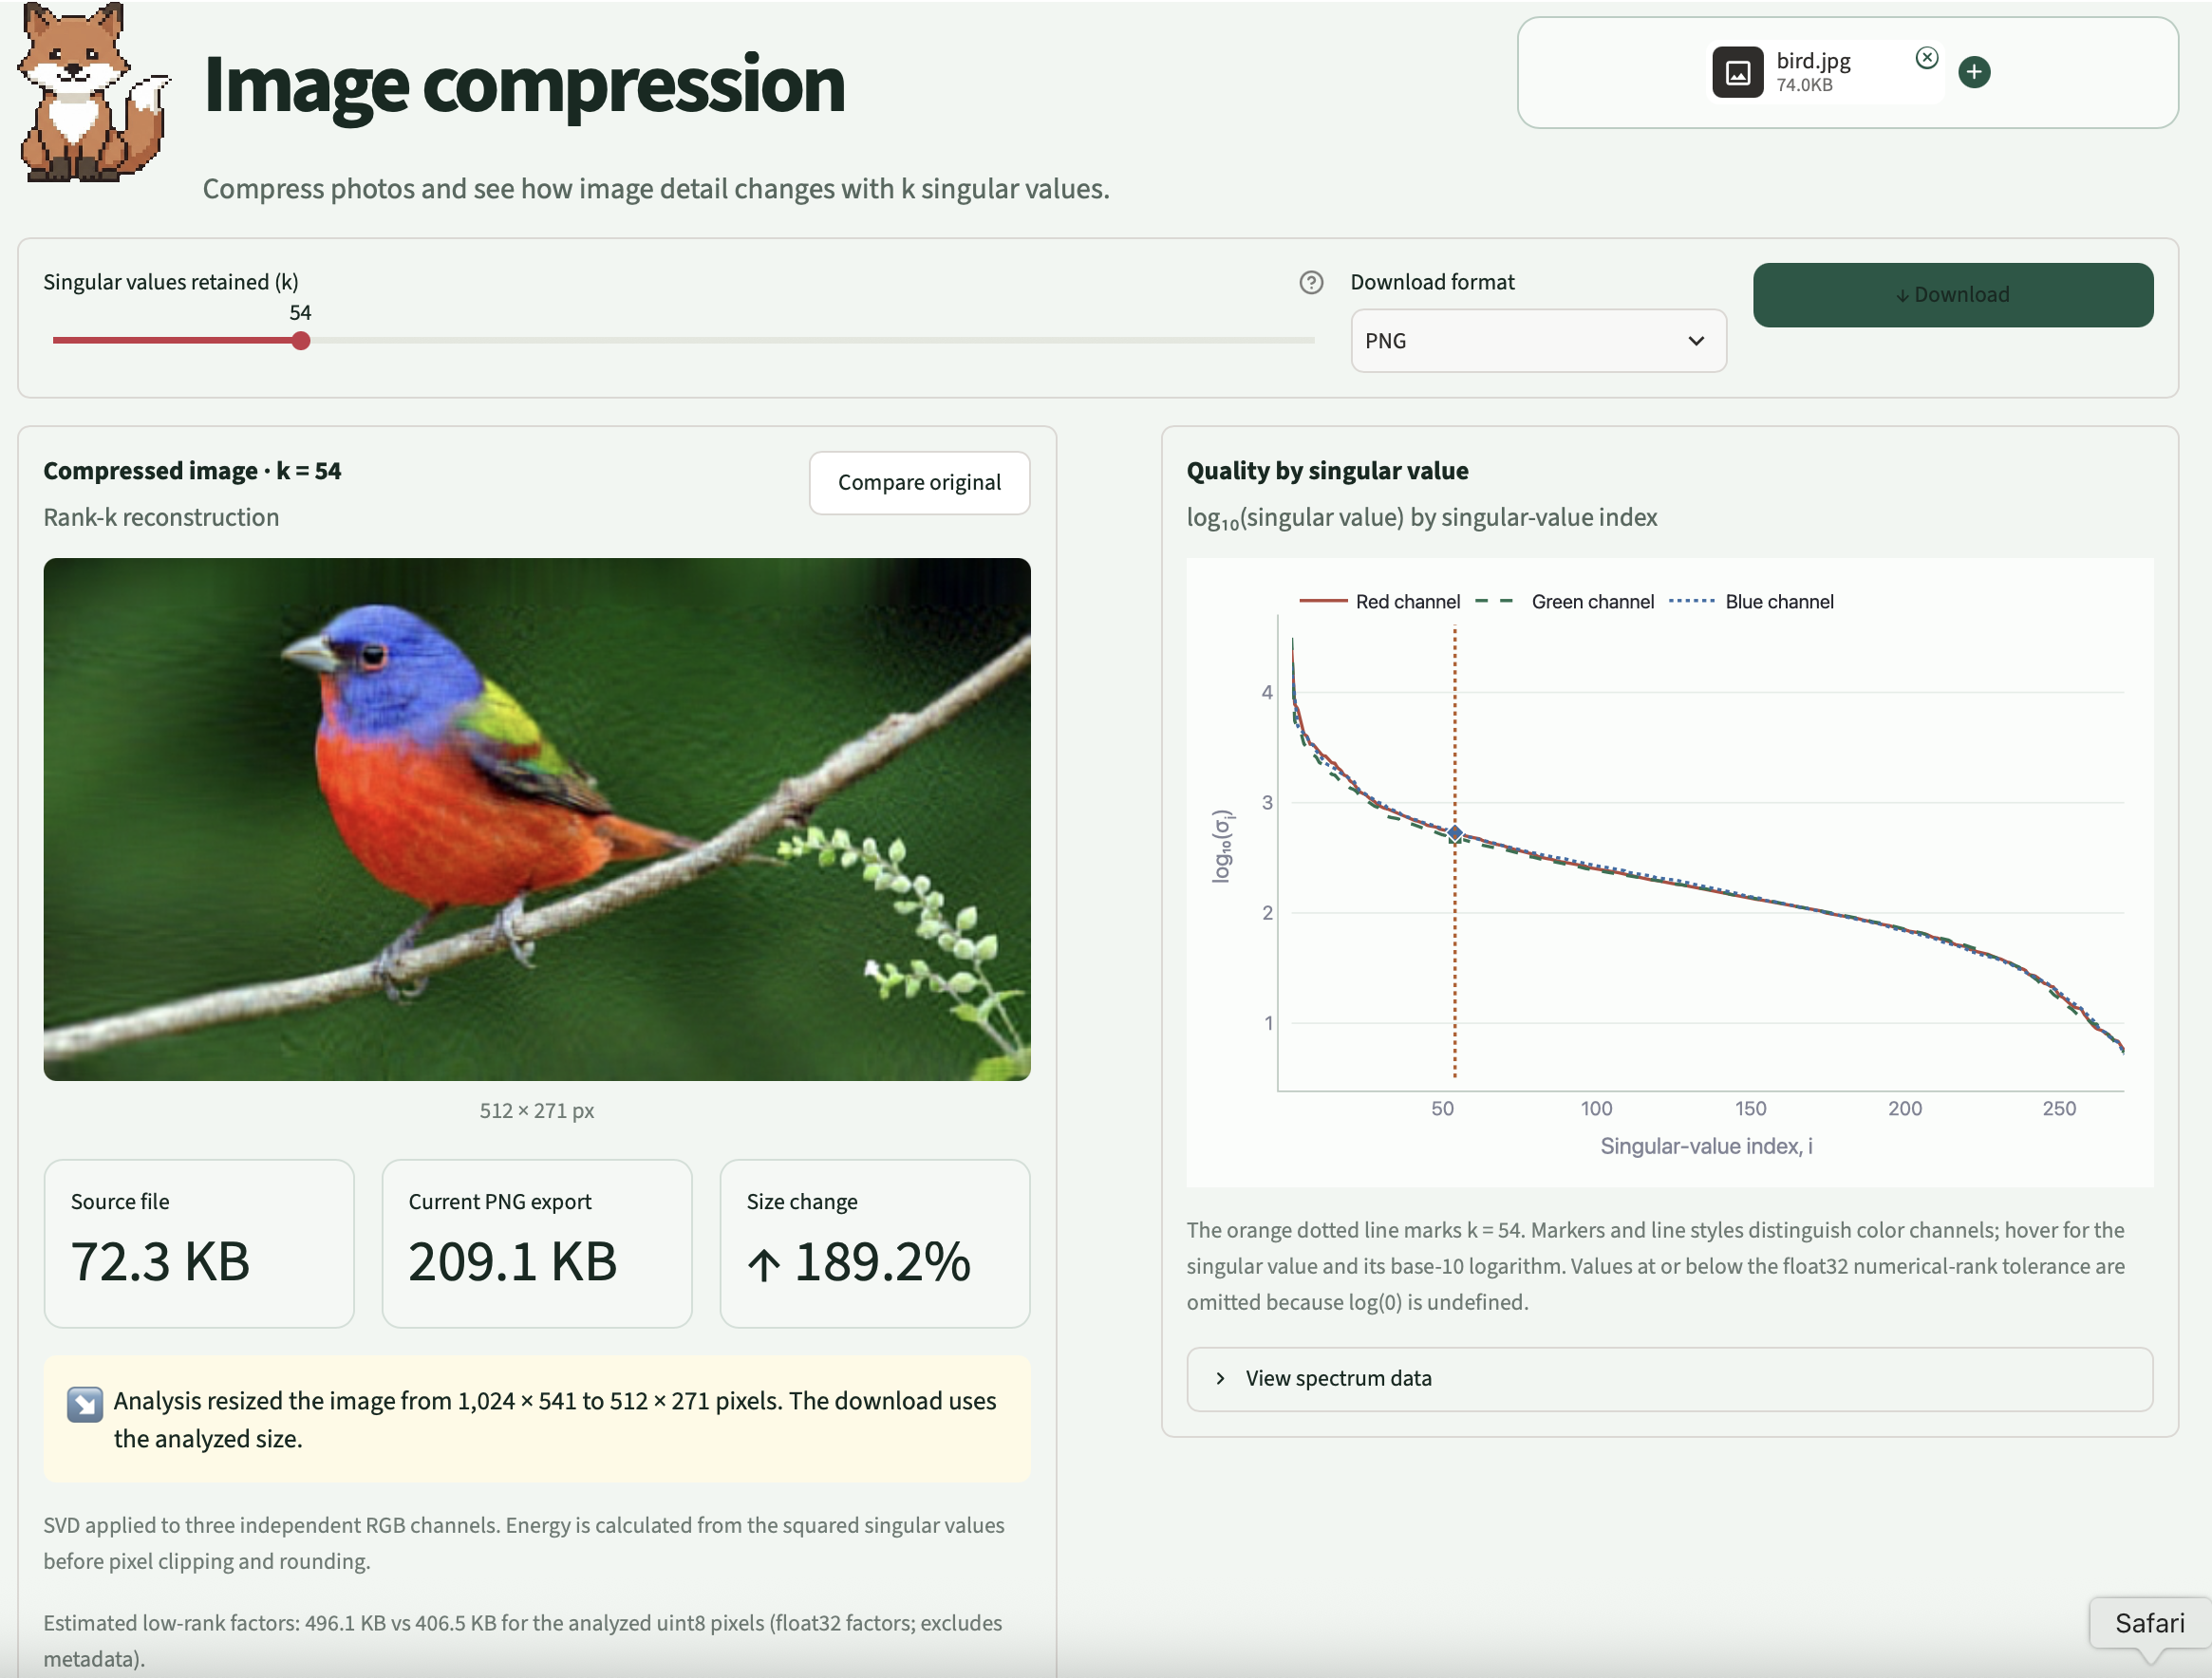 Image compression
bird.jpg
74.0KB
Compress photos and see how image detail changes with k singular values.
Singular values retained (k)
54
Download format
PNG
↓ Download
Compressed image · k = 54
Rank-k reconstruction
Compare original
512 × 271 px
Source file
72.3 KB
Current PNG export
209.1 KB
Size change
↑ 189.2%
Analysis resized the image from 1,024 × 541 to 512 × 271 pixels. The download uses
the analyzed size.
SVD applied to three independent RGB channels. Energy is calculated from the squared singular values
before pixel clipping and rounding.
Estimated low-rank factors: 496.1 KB vs 406.5 KB for the analyzed uint8 pixels (float32 factors; excludes
metadata).
Quality by singular value
log₁₀(singular value) by singular-value index
Red channel
Green channel
Blue channel
4
3
2
1
log₁₀(σᵢ)
50
100
150
200
250
Singular-value index, i
The orange dotted line marks k = 54. Markers and line styles distinguish color channels; hover for the
singular value and its base-10 logarithm. Values at or below the float32 numerical-rank tolerance are
omitted because log(0) is undefined.
View spectrum data
Safari